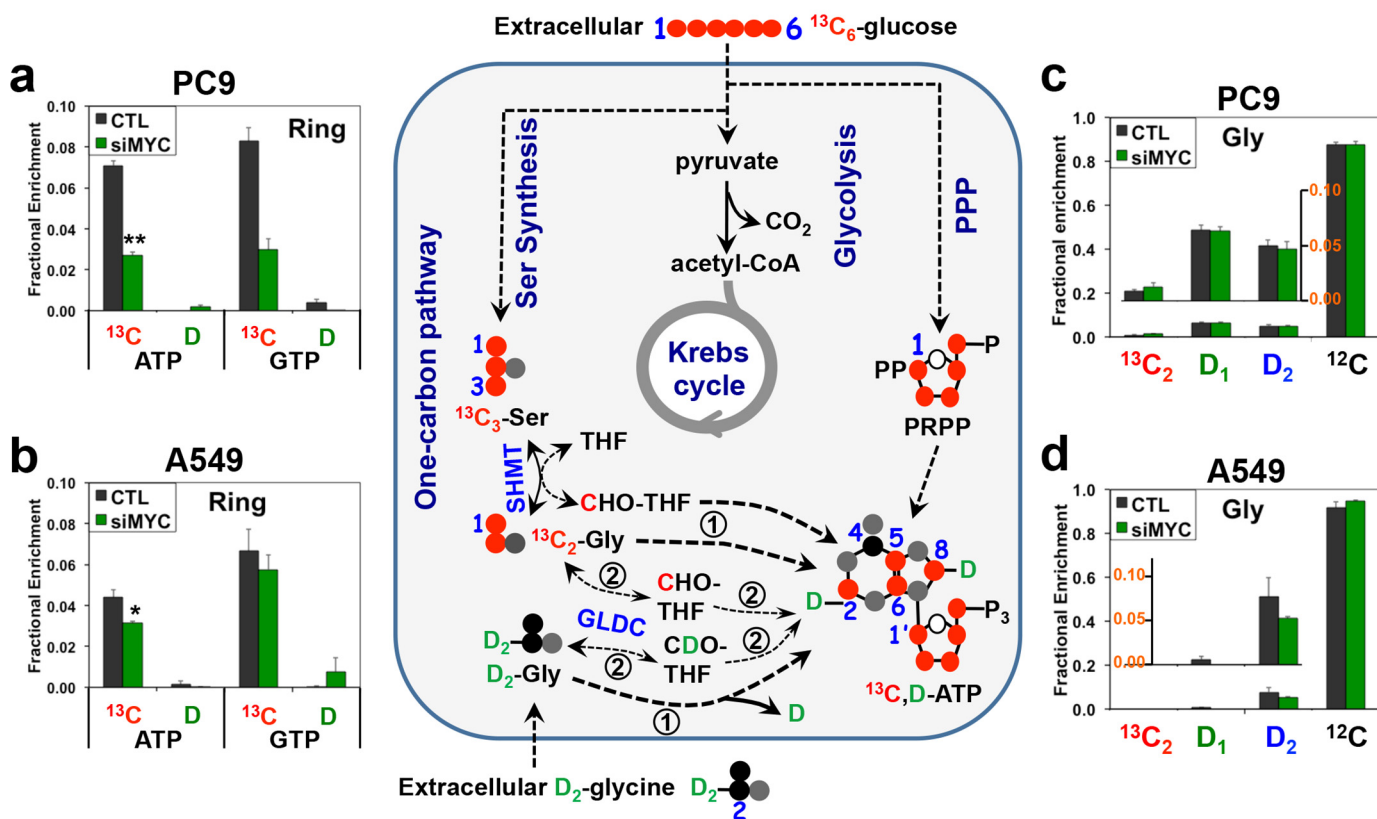 Extracellular 1 6 ¹³C₆-glucose
a
PC9
Fractional Enrichment
0.10
0.08
0.06
0.04
0.02
0.00
CTL
siMYC
Ring
**
¹³C D ¹³C D
ATP GTP
b
A549
Fractional Enrichment
0.10
0.08
0.06
0.04
0.02
0.00
CTL
siMYC
Ring
*
¹³C D ¹³C D
ATP GTP
One-carbon pathway
Ser Synthesis
Glycolysis
PPP
pyruvate
CO₂
acetyl-CoA
Krebs
cycle
1
3
¹³C₃-Ser
1
PP P
PRPP
THF
SHMT
CHO-THF
①
1
¹³C₂-Gly
②
CHO-
THF
②
GLDC
CDO-
THF
②
②
D₂
D₂-Gly
①
D
4 5 8
D
D 2 6
1'
P₃
¹³C,D-ATP
Extracellular D₂-glycine D₂
2
c
PC9
Fractional enrichment
1.0
0.8
0.6
0.4
0.2
0.0
CTL
siMYC
Gly
0.10
0.05
0.00
¹³C₂ D₁ D₂ ¹²C
d
A549
Fractional Enrichment
1.0
0.8
0.6
0.4
0.2
0.0
CTL
siMYC
Gly
0.10
0.05
0.00
¹³C₂ D₁ D₂ ¹²C